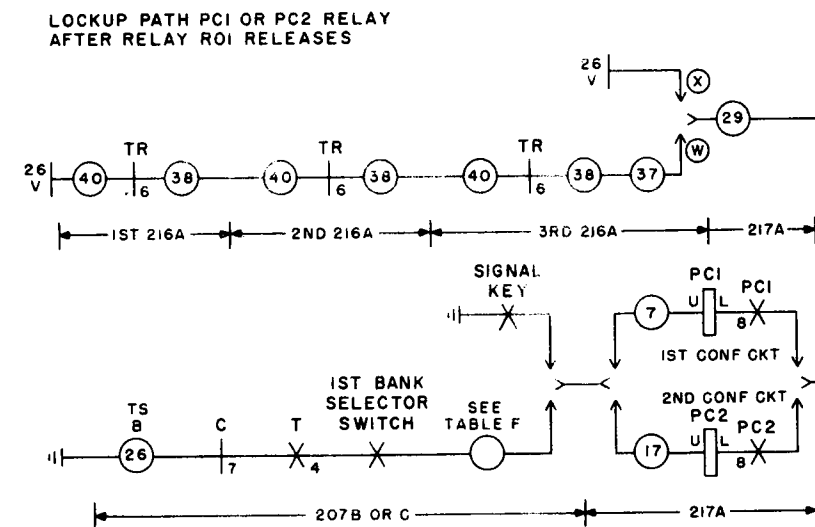 LOCKUP PATH PC1 OR PC2 RELAY
AFTER RELAY RO1 RELEASES
26
V
X
29
W
TR
TR
TR
26
V
40
6
38
40
6
38
40
6
38
37
1ST 216A
2ND 216A
3RD 216A
217A
SIGNAL
KEY
PC1
U
L
PC1
7
8
1ST CONF CKT
1ST BANK
SELECTOR
SWITCH
SEE
TABLE F
2ND CONF CKT
PC2
U
L
PC2
17
8
TS
8
C
T
26
7
4
207B OR C
217A